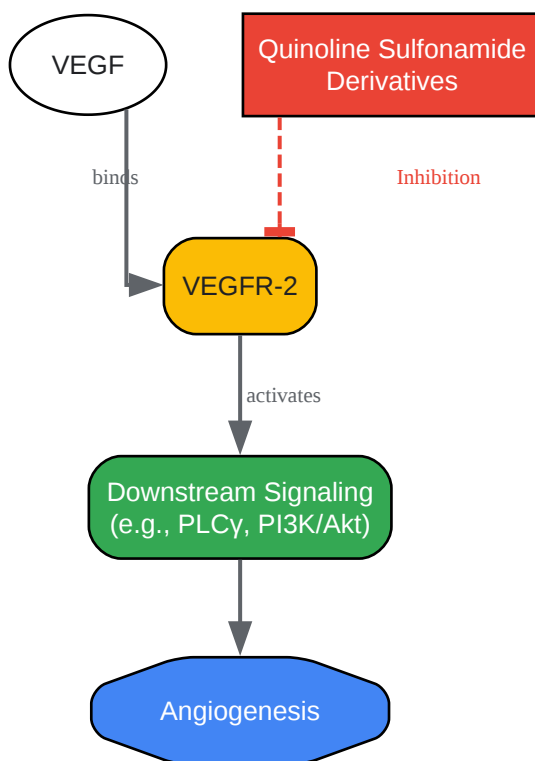 VEGF
Quinoline Sulfonamide
Derivatives
binds
Inhibition
VEGFR-2
activates
Downstream Signaling
(e.g., PLCγ, PI3K/Akt)
Angiogenesis